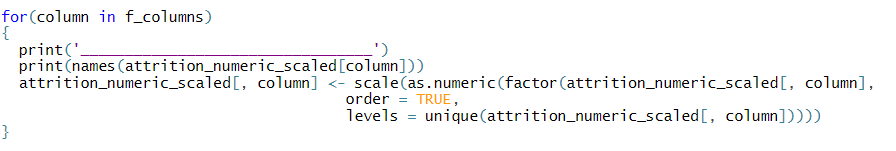 for(column in f_columns)
{
  print('_________________________________')
  print(names(attrition_numeric_scaled[column]))
  attrition_numeric_scaled[, column] <- scale(as.numeric(factor(attrition_numeric_scaled[, column],
                                      order = TRUE,
                                      levels = unique(attrition_numeric_scaled[, column]))))
}